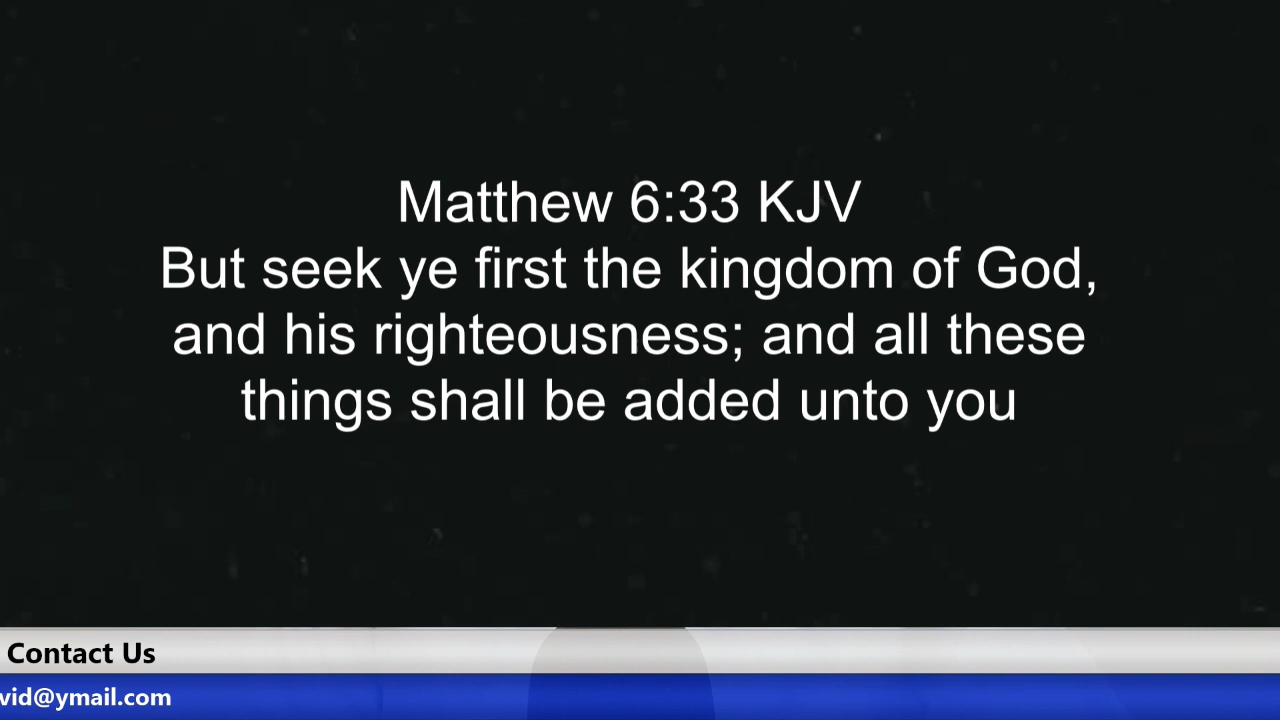 Matthew 6:33 KJV
But seek ye first the kingdom of God,
and his righteousness; and all these
things shall be added unto you
Contact Us
vid@ymail.com